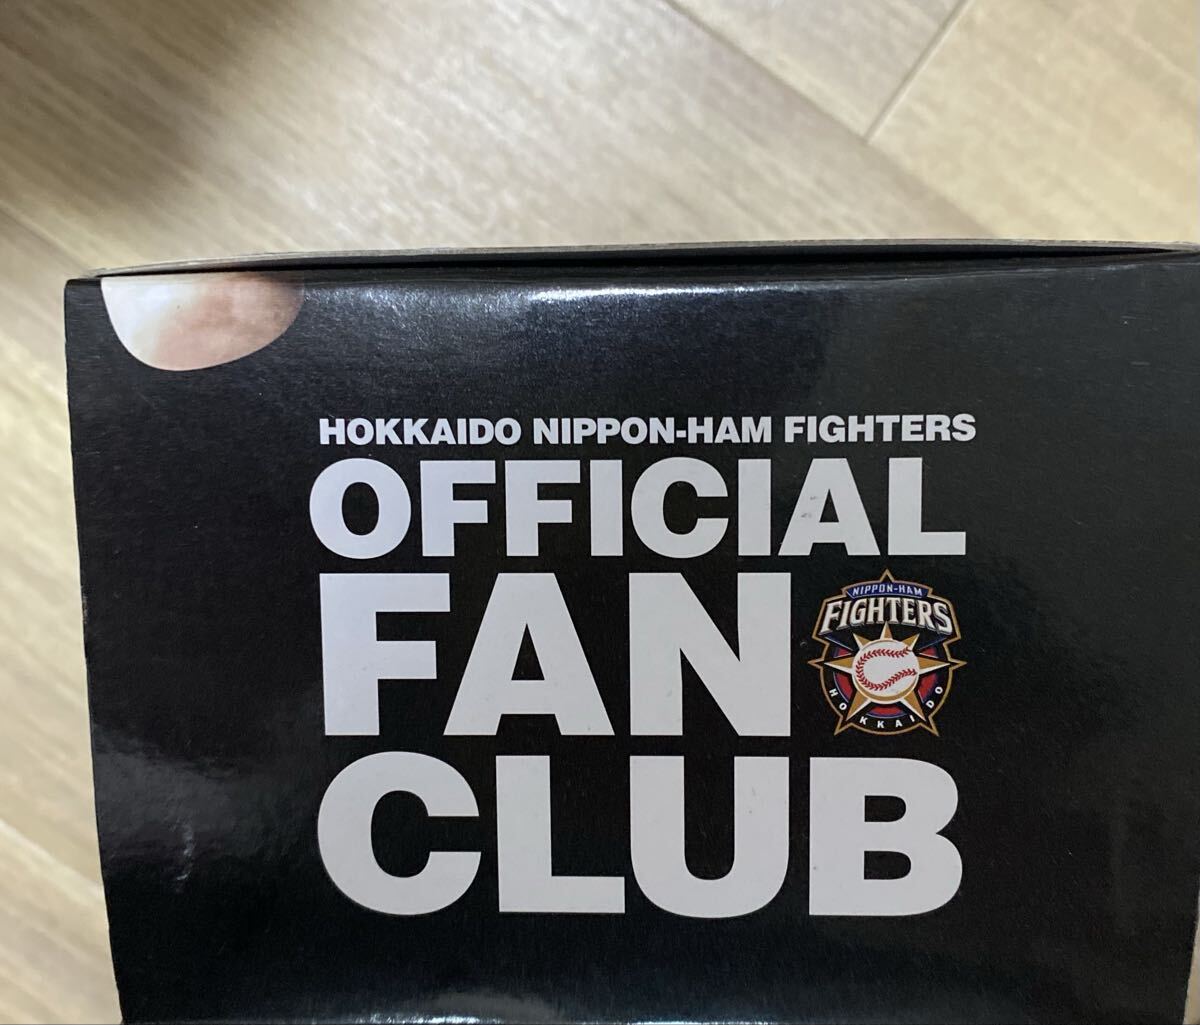 HOKKAIDO NIPPON-HAM FIGHTERS
OFFICIAL
FAN
NIPPON-HAM
FIGHTERS
HOKKAIDO
CLUB